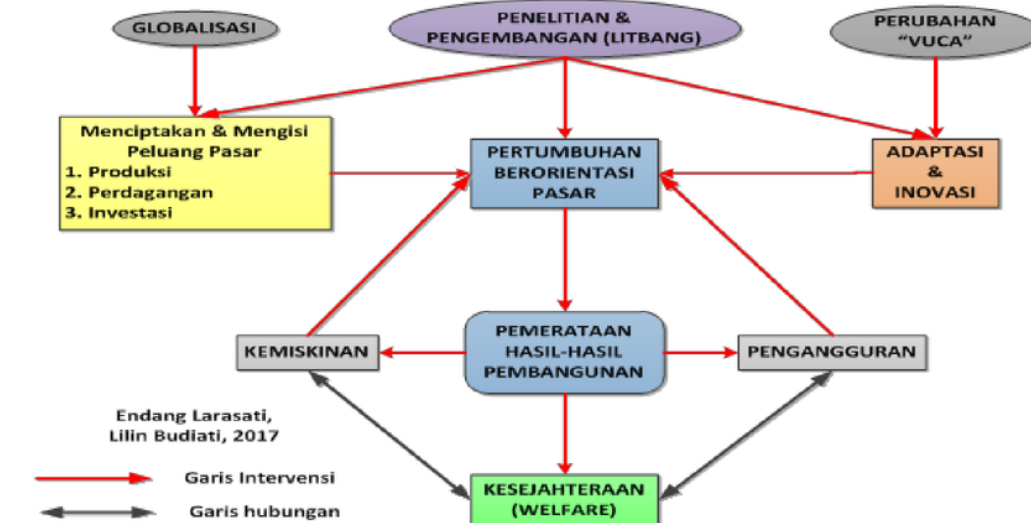 GLOBALISASI
PENELITIAN &
PENGEMBANGAN (LITBANG)
PERUBAHAN
“VUCA”
Menciptakan & Mengisi
Peluang Pasar
1. Produksi
2. Perdagangan
3. Investasi
PERTUMBUHAN
BERORIENTASI
PASAR
ADAPTASI
&
INOVASI
KEMISKINAN
PEMERATAAN
HASIL-HASIL
PEMBANGUNAN
PENGANGGURAN
Endang Larasati,
Lilin Budiati, 2017
Garis Intervensi
Garis hubungan
KESEJAHTERAAN
(WELFARE)